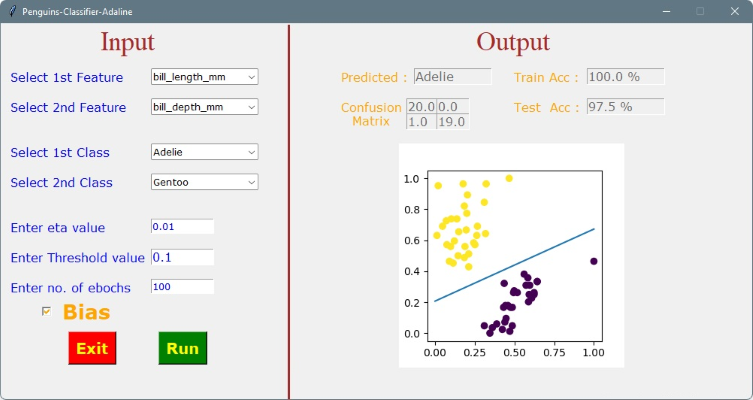 Penguins-Classifier-Adaline
Input
Select 1st Feature bill_length_mm
Select 2nd Feature bill_depth_mm
Select 1st Class Adelie
Select 2nd Class Gentoo
Enter eta value 0.01
Enter Threshold value 0.1
Enter no. of ebochs 100
Bias
Exit Run
Output
Predicted : Adelie Train Acc : 100.0 %
Confusion Matrix 20.0 0.0 Test Acc : 97.5 %
1.0 19.0
1.0
0.8
0.6
0.4
0.2
0.0
0.00 0.25 0.50 0.75 1.00